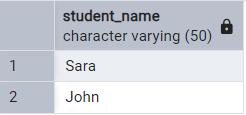 student_name
character varying (50)
1 Sara
2 John